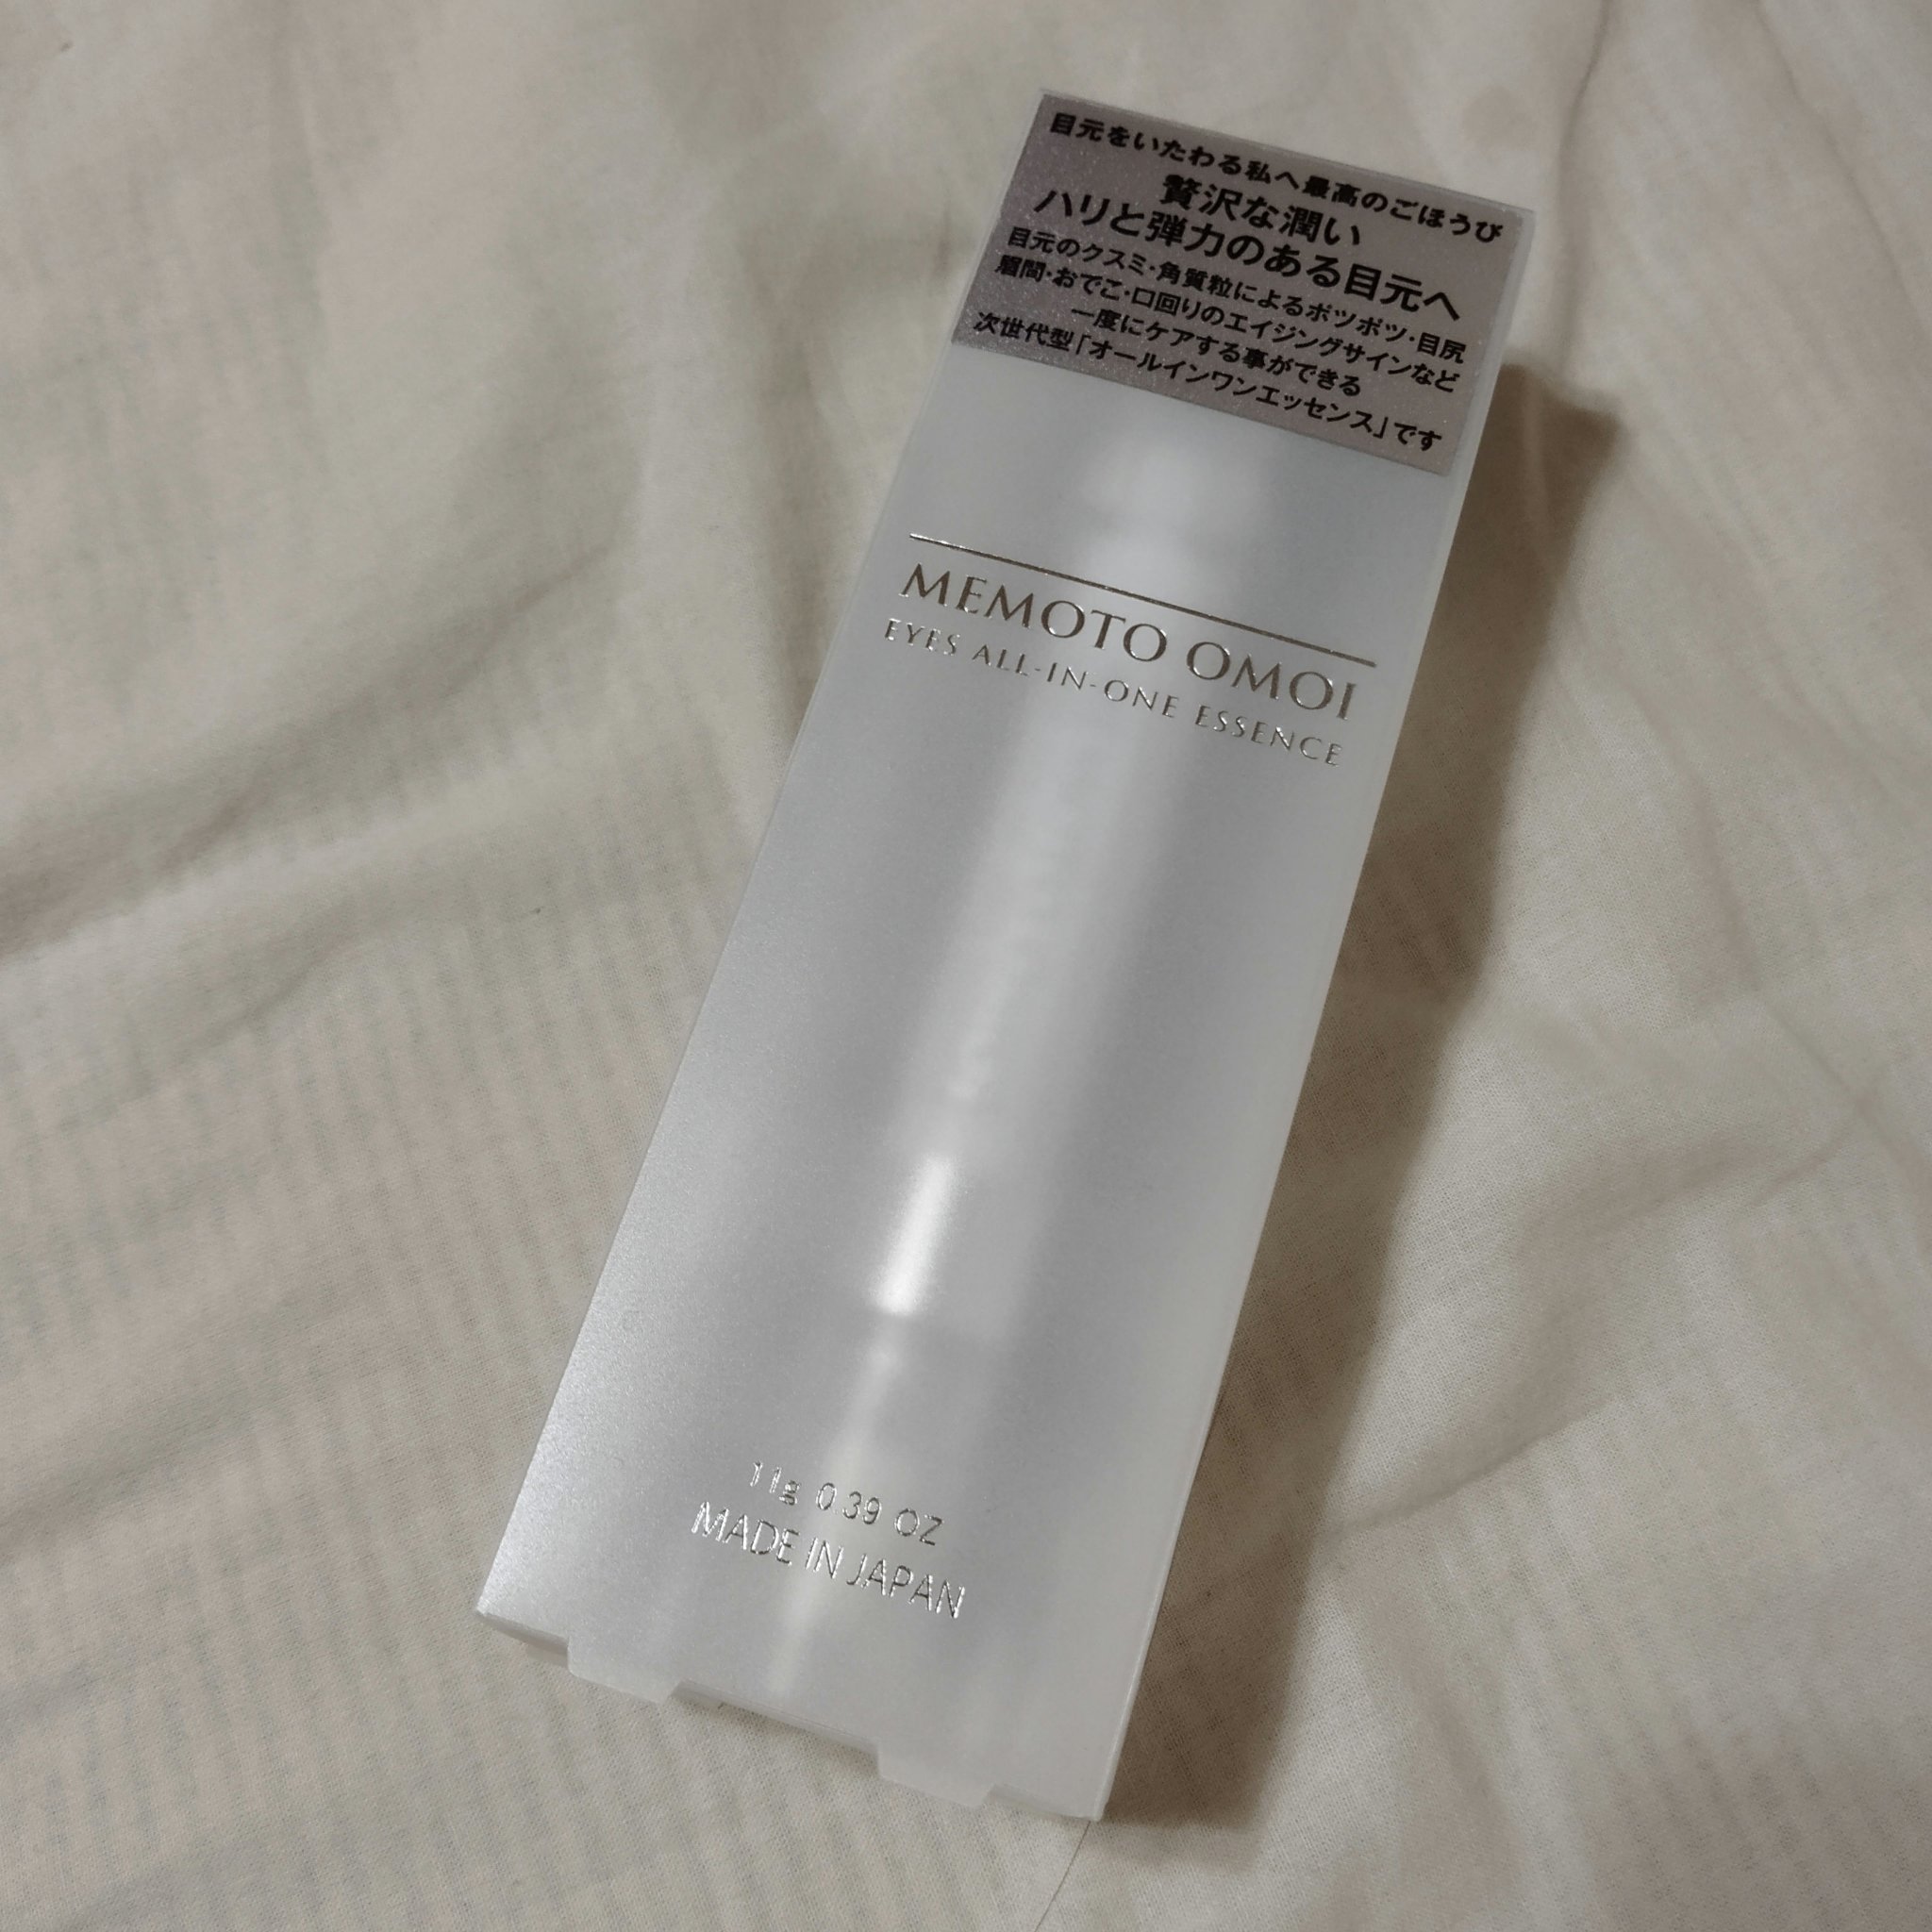 目元をいたわる私へ最高のごほうび
贅沢な潤い
ハリと弾力のある目元へ
目元のクスミ・角質粒によるポツポツ・目尻
眉間・おでこ・口回りのエイジングサインなど
一度にケアする事ができる
次世代型「オールインワンエッセンス」です
MEMOTO OMOI
EYES ALL-IN-ONE ESSENCE
11g 0.39 OZ
MADE IN JAPAN